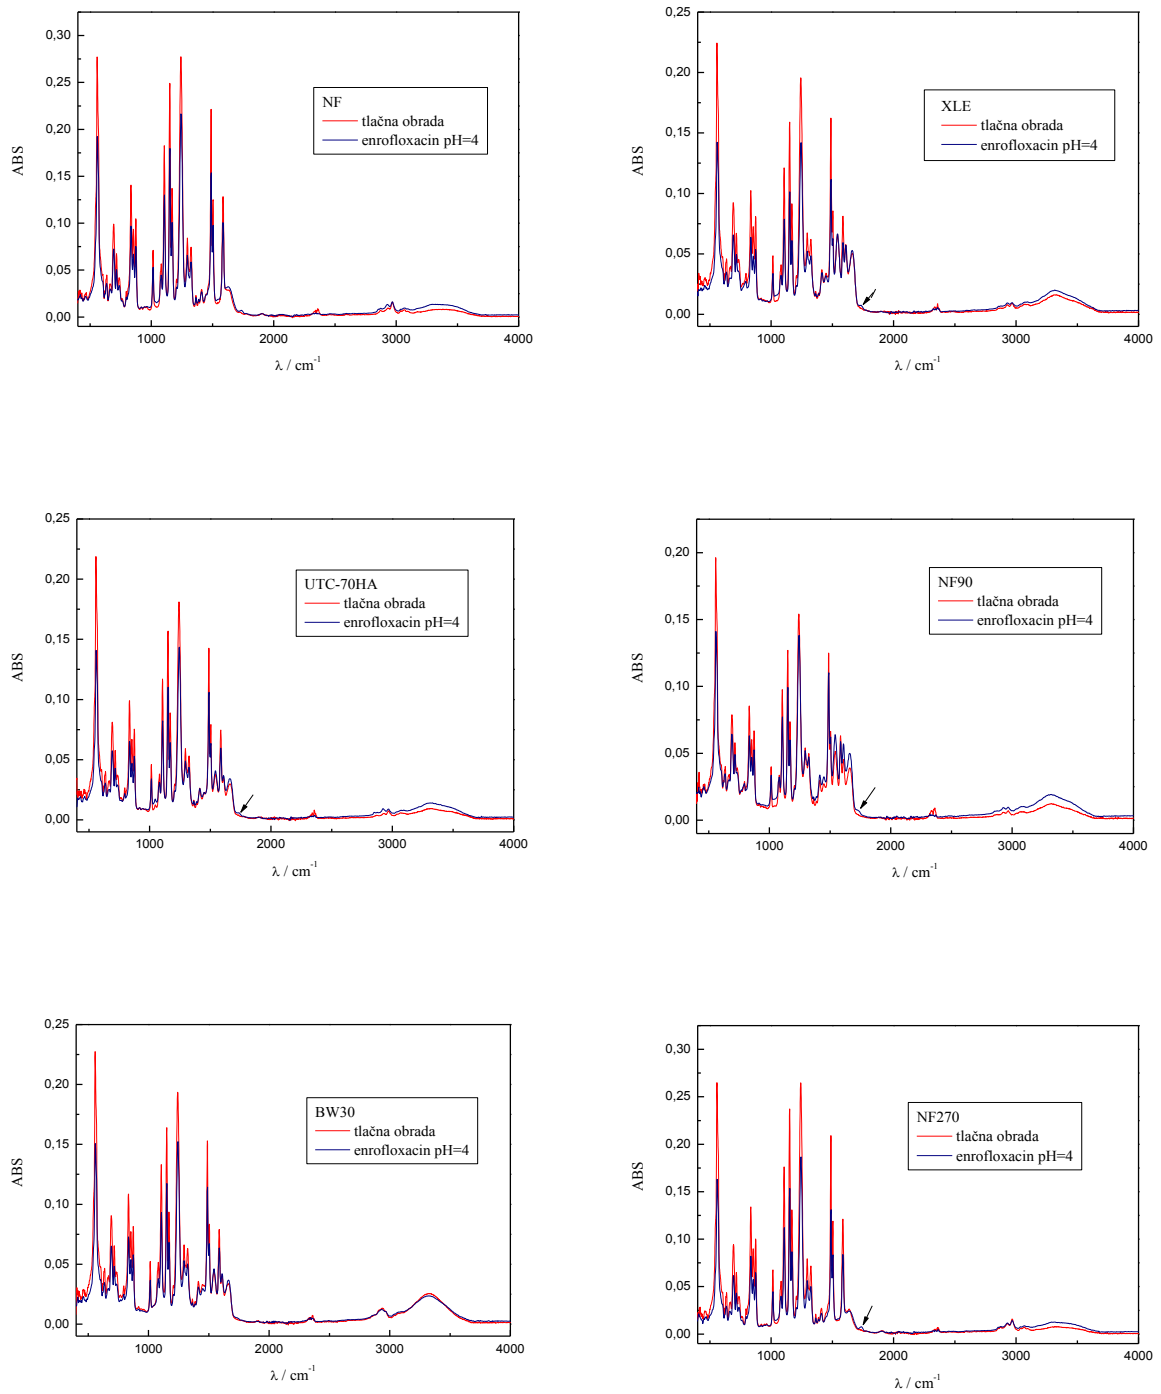 0,30
0,25
0,20
0,15
0,10
0,05
0,00
ABS
NF
tlačna obrada
enrofloxacin pH=4
1000 2000 3000 4000
λ / cm⁻¹
0,25
0,20
0,15
0,10
0,05
0,00
ABS
XLE
tlačna obrada
enrofloxacin pH=4
1000 2000 3000 4000
λ / cm⁻¹
0,25
0,20
0,15
0,10
0,05
0,00
ABS
UTC-70HA
tlačna obrada
enrofloxacin pH=4
1000 2000 3000 4000
λ / cm⁻¹
0,20
0,15
0,10
0,05
0,00
ABS
NF90
tlačna obrada
enrofloxacin pH=4
1000 2000 3000 4000
λ / cm⁻¹
0,25
0,20
0,15
0,10
0,05
0,00
ABS
BW30
tlačna obrada
enrofloxacin pH=4
1000 2000 3000 4000
λ / cm⁻¹
0,30
0,25
0,20
0,15
0,10
0,05
0,00
ABS
NF270
tlačna obrada
enrofloxacin pH=4
1000 2000 3000 4000
λ / cm⁻¹